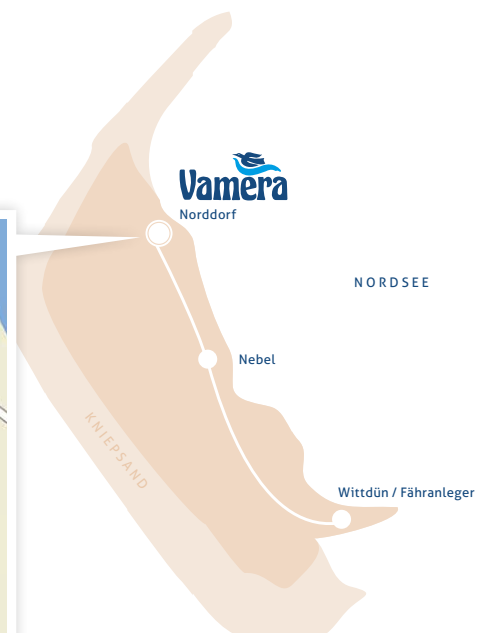 Vamera
Norddorf
NORDSEE
Nebel
KNIEPSAND
Wittdün / Fähranleger